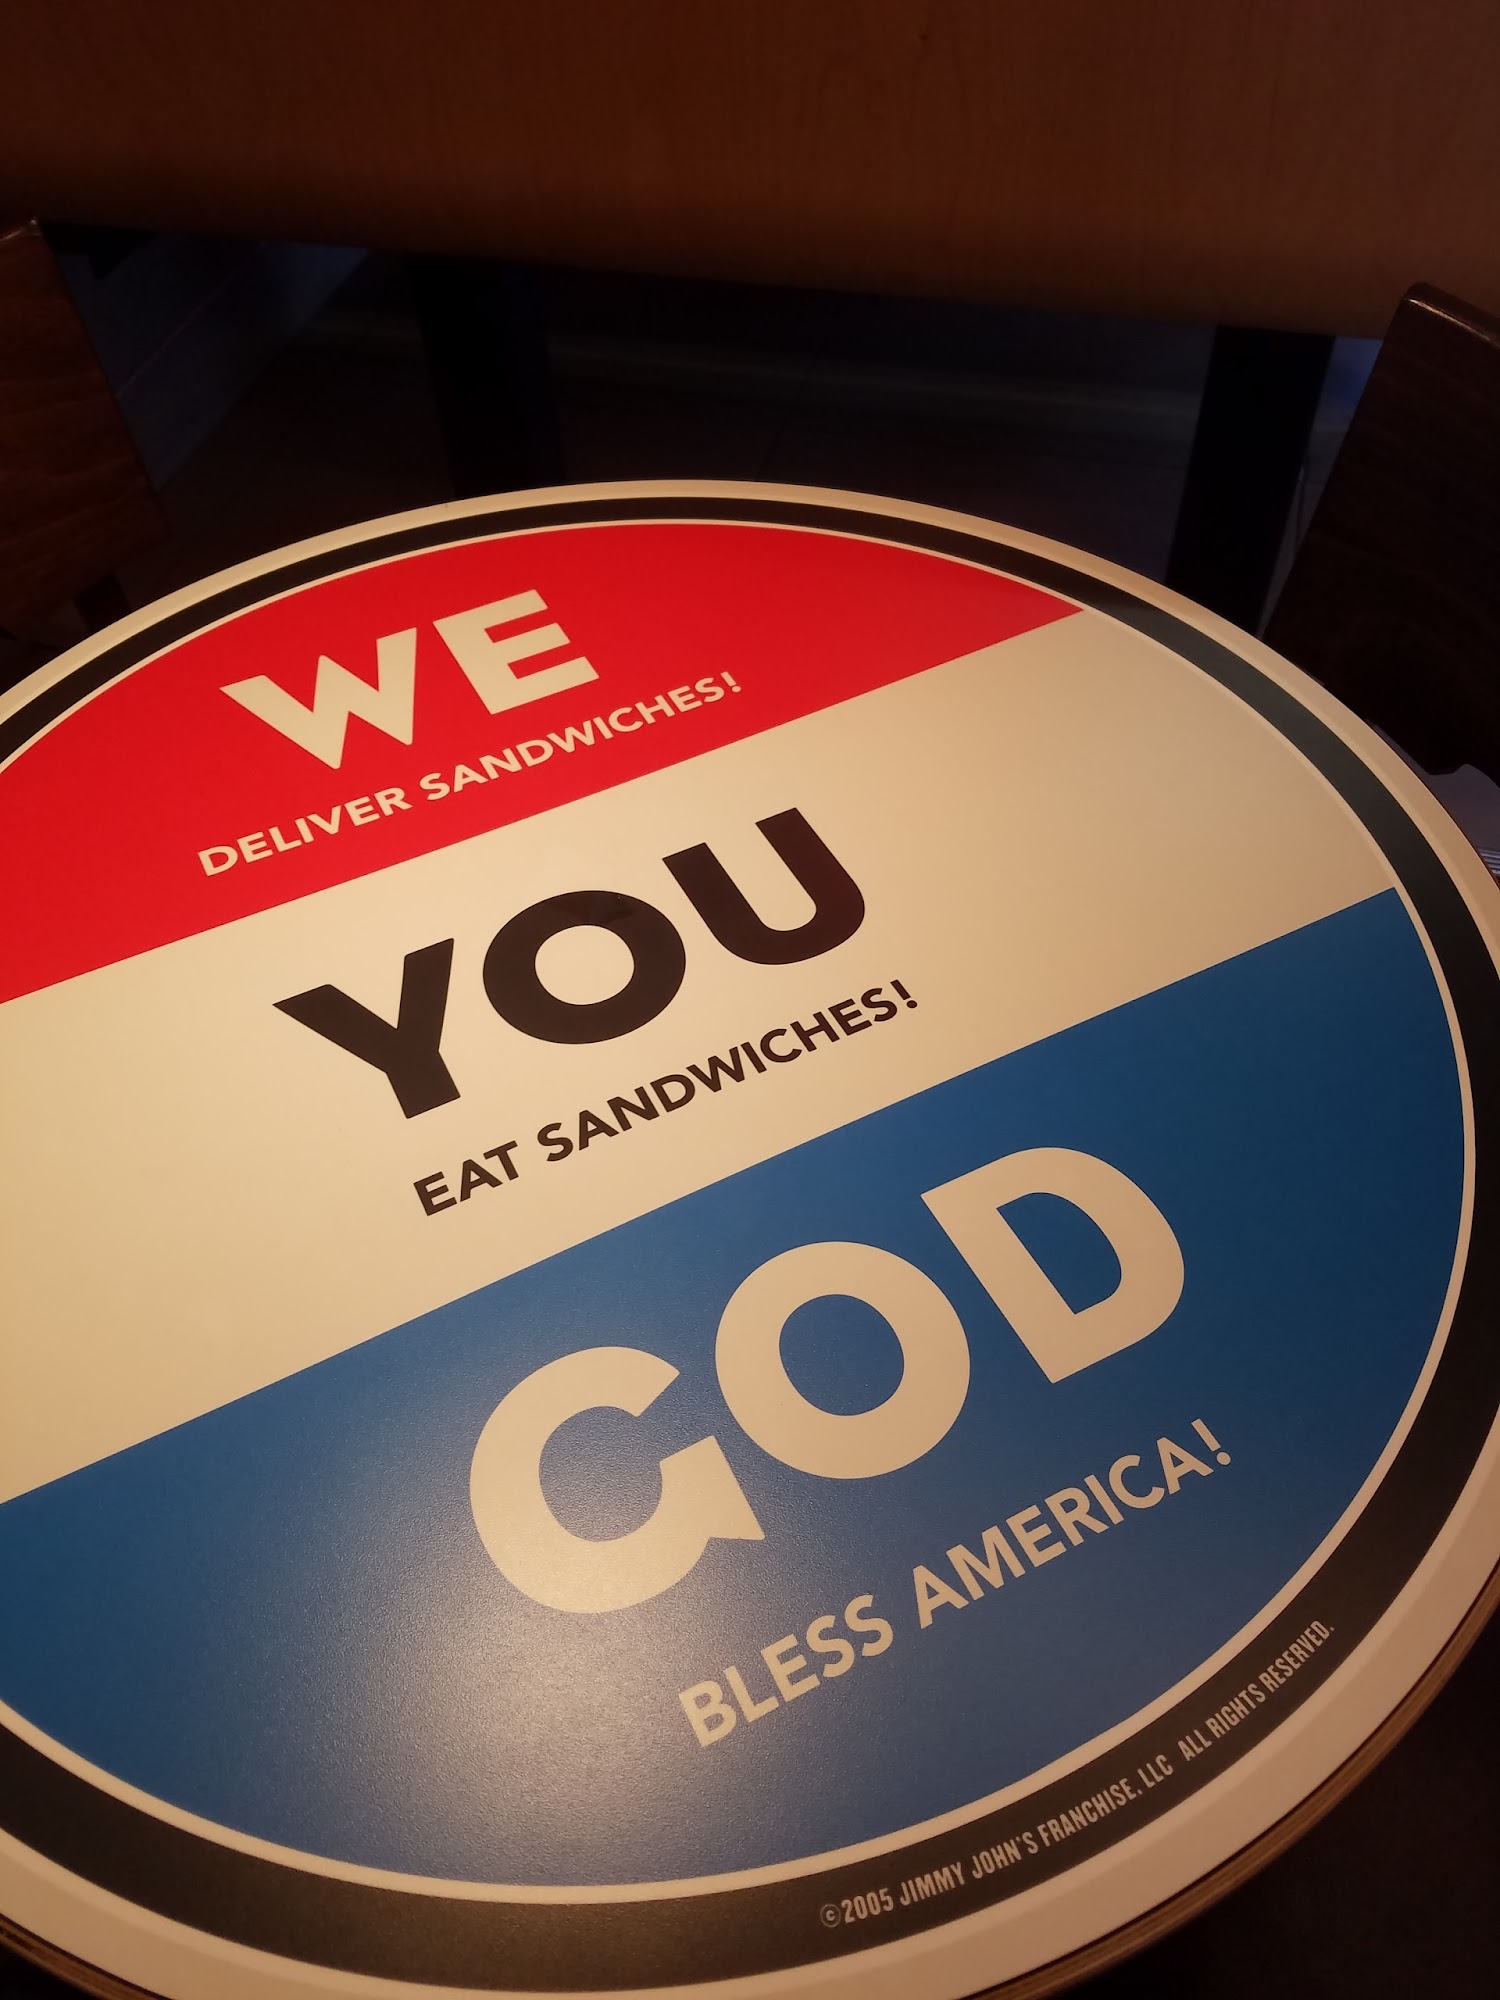 WE
DELIVER SANDWICHES!
YOU
EAT SANDWICHES!
GOD
BLESS AMERICA!
©2005 JIMMY JOHN'S FRANCHISE, LLC ALL RIGHTS RESERVED.